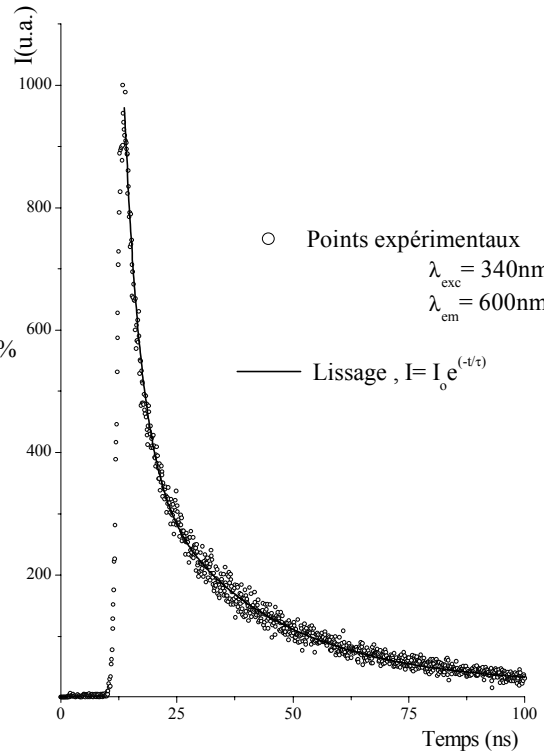 I(u.a.)
1000
800
600
400
200
0
25
50
75
100
Temps (ns)
%
Points expérimentaux
λexc= 340nm
λem= 600nm
Lissage , I= Ioe(-t/τ)